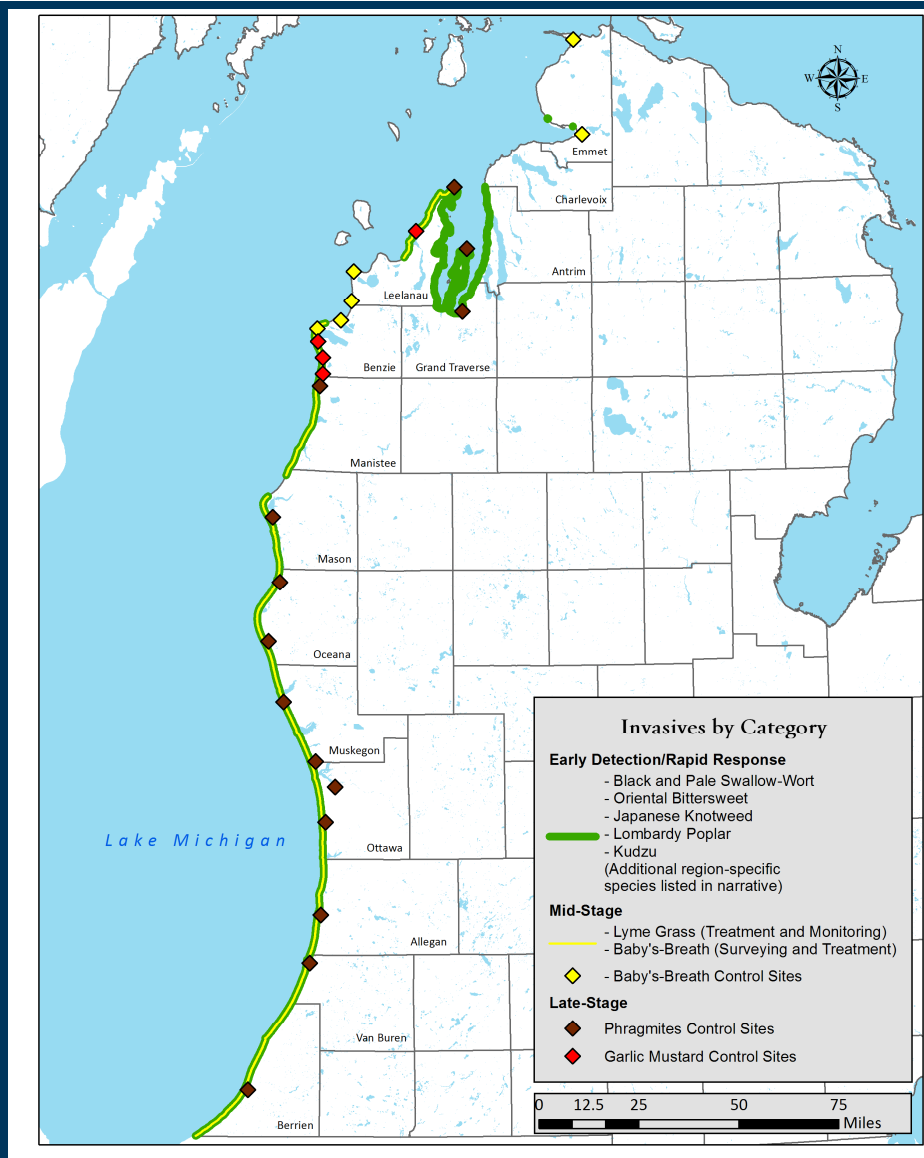 N
W E
S
Emmet
Charlevoix
Antrim
Leelanau
Benzie
Grand Traverse
Manistee
Mason
Oceana
Muskegon
Lake Michigan
Ottawa
Allegan
Van Buren
Berrien
Invasives by Category
Early Detection/Rapid Response
- Black and Pale Swallow-Wort
- Oriental Bittersweet
- Japanese Knotweed
- Lombardy Poplar
- Kudzu
(Additional region-specific
species listed in narrative)
Mid-Stage
- Lyme Grass (Treatment and Monitoring)
- Baby's-Breath (Surveying and Treatment)
- Baby's-Breath Control Sites
Late-Stage
Phragmites Control Sites
Garlic Mustard Control Sites
0 12.5 25 50 75
Miles